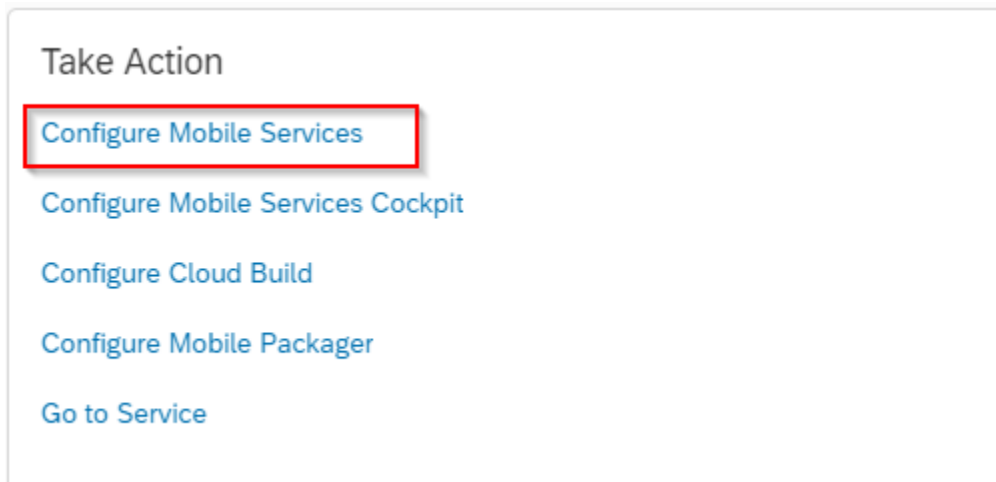 Take Action
Configure Mobile Services
Configure Mobile Services Cockpit
Configure Cloud Build
Configure Mobile Packager
Go to Service